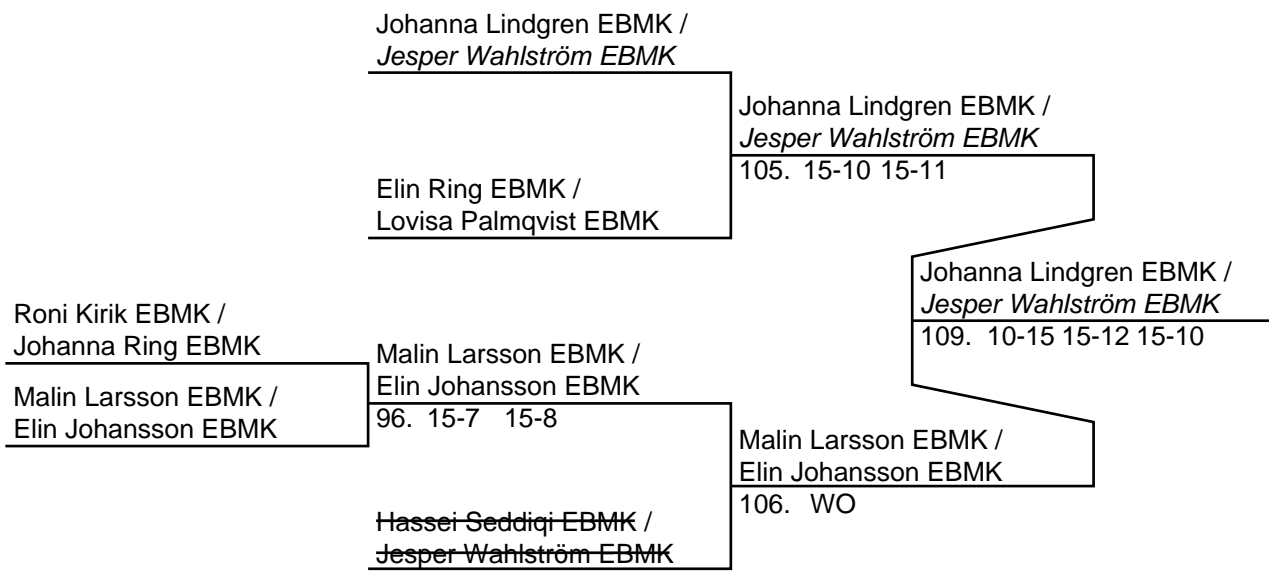 Johanna Lindgren EBMK /
Jesper Wahlström EBMK
Johanna Lindgren EBMK /
Jesper Wahlström EBMK
105. 15-10 15-11
Elin Ring EBMK /
Lovisa Palmqvist EBMK
Johanna Lindgren EBMK /
Jesper Wahlström EBMK
109. 10-15 15-12 15-10
Roni Kirik EBMK /
Johanna Ring EBMK
Malin Larsson EBMK /
Elin Johansson EBMK
96. 15-7 15-8
Malin Larsson EBMK /
Elin Johansson EBMK
Malin Larsson EBMK /
Elin Johansson EBMK
106. WO
Hassei Seddiqi EBMK /
Jesper Wahlström EBMK